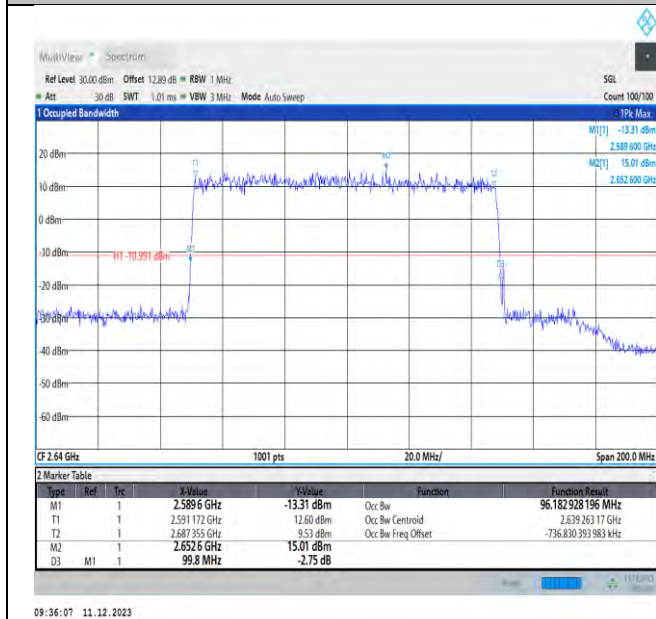 MultiView Spectrum
Ref Level 30.00 dBm Offset 12.89 dB RBW 1 MHz SGL
Att 30 dB SWT 1.01 ms VBW 3 MHz Mode Auto Sweep Count 100/100
1 Occupied Bandwidth 1Pk Max
M1[1] -13.31 dBm
2.589 600 GHz
M2[1] 15.01 dBm
2.652 600 GHz
20 dBm
T1 M2 T2
10 dBm
0 dBm
-10 dBm
H1 -10.991 dBm
M1
D3
-20 dBm
-30 dBm
-40 dBm
-50 dBm
-60 dBm
CF 2.64 GHz 1001 pts 20.0 MHz/ Span 200.0 MHz
2 Marker Table
Type Ref Trc X-Value Y-Value Function Function Result
M1 1 2.5896 GHz -13.31 dBm Occ Bw 96.182 928 196 MHz
T1 1 2.591 172 GHz 12.60 dBm Occ Bw Centroid 2.639 263 17 GHz
T2 1 2.687 355 GHz 9.53 dBm Occ Bw Freq Offset -736.830 393 983 kHz
M2 1 2.6526 GHz 15.01 dBm
D3 M1 1 99.8 MHz -2.75 dB
09:36:07 11.12.2023